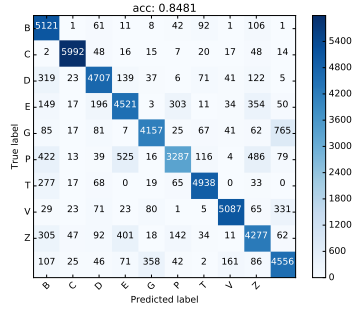 acc: 0.8481
B 5121 1 61 11 8 42 92 1 106 1
C 2 5992 48 16 15 7 20 17 48 14
D 319 23 4707 139 37 6 71 41 122 5
E 149 17 196 4521 3 303 11 34 354 50
G 85 17 81 7 4157 25 67 41 62 765
P 422 13 39 525 16 3287 116 4 486 79
T 277 17 68 0 19 65 4938 0 33 0
V 29 23 71 23 80 1 5 5087 65 331
Z 305 47 92 401 18 142 34 11 4277 62
107 25 46 71 358 42 2 161 86 4556
B C D E G P T V Z
Predicted label
True label
5400
4800
4200
3600
3000
2400
1800
1200
600
0